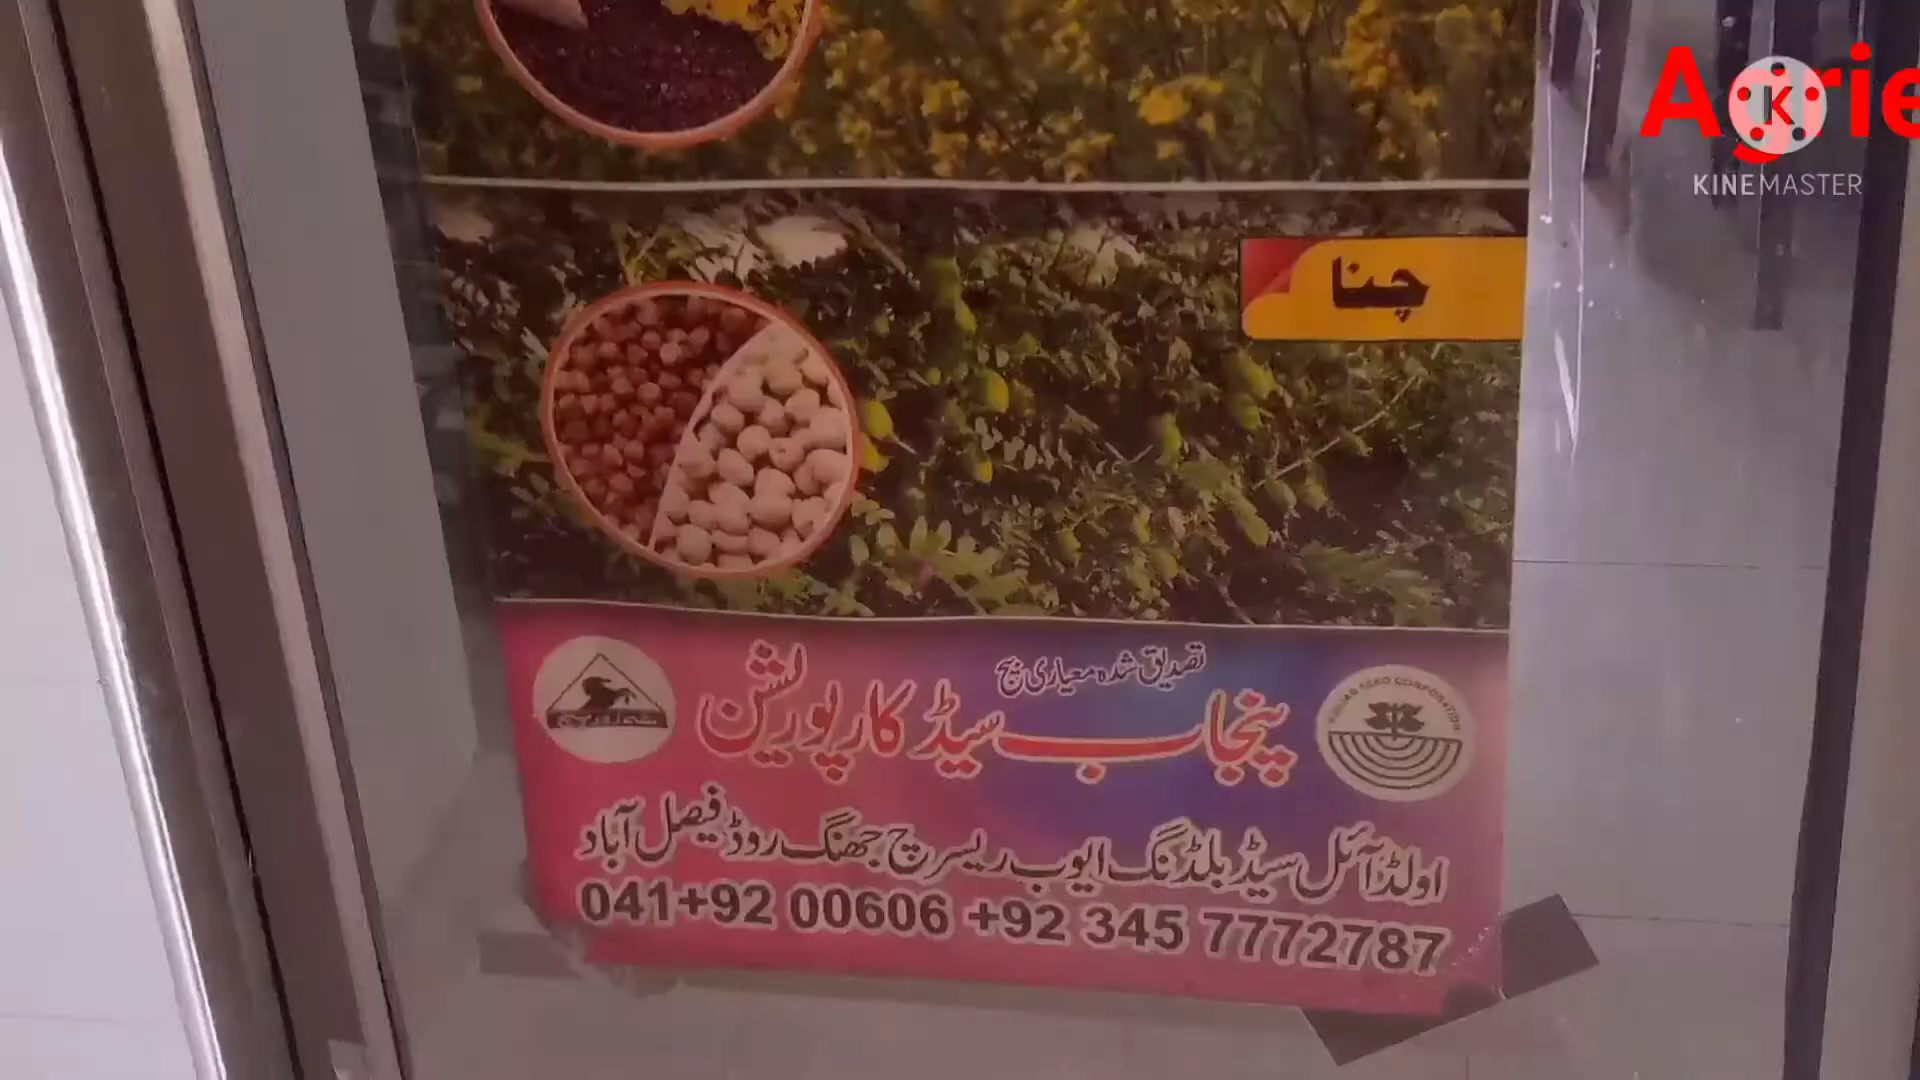 Agrie
KINEMASTER
چنا
تصدیق شدہ معیاری بیج
پنجاب سیڈ کارپوریشن
PUNJAB SEED CORPORATION
اولڈ آئل سیڈ بلڈنگ ایوب ریسرچ جھنگ روڈ فیصل آباد
041+92 00606 +92 345 7772787